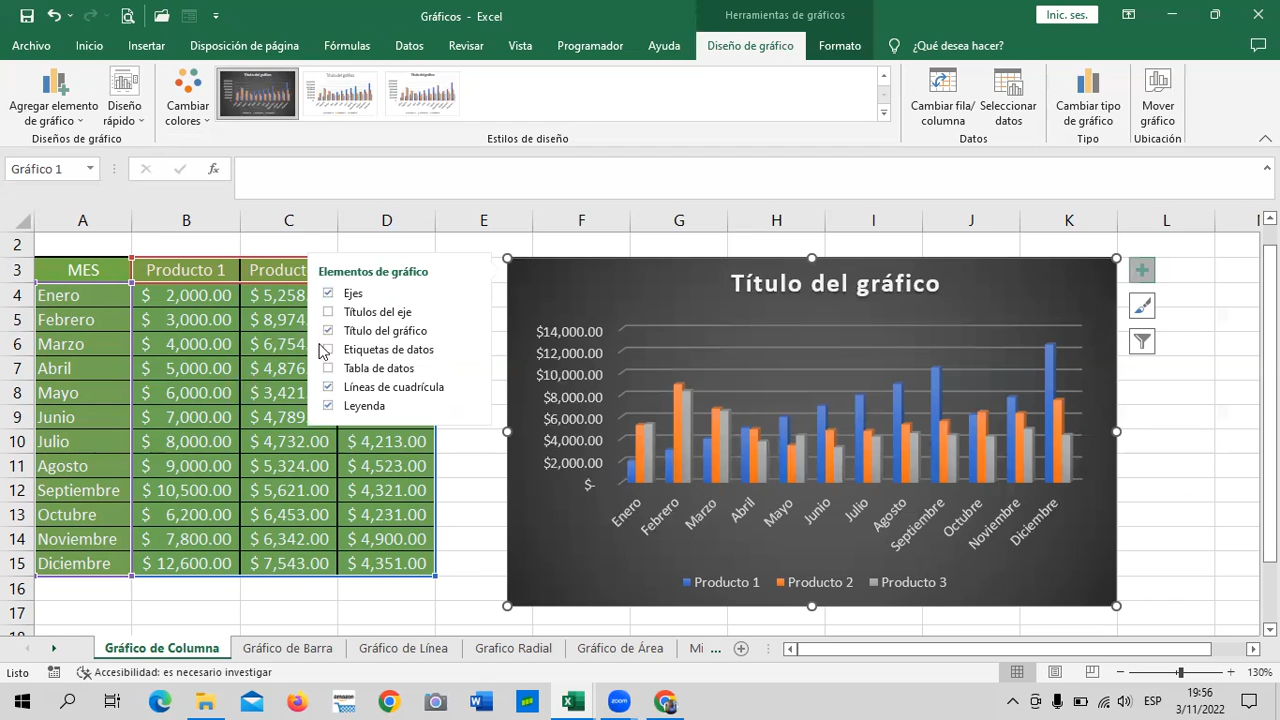 Gráficos - Excel
Herramientas de gráficos
Inic. ses.
Archivo Inicio Insertar Disposición de página Fórmulas Datos Revisar Vista Programador Ayuda Diseño de gráfico Formato ¿Qué desea hacer?
Agregar elemento de gráfico
Diseño rápido
Cambiar colores
Cambiar fila/ columna
Seleccionar datos
Cambiar tipo de gráfico
Mover gráfico
Diseños de gráfico Estilos de diseño Datos Tipo Ubicación
Gráfico 1
fx
A B C D E F G H I J K L
2
3 MES Producto 1 Product
4 Enero $ 2,000.00 $ 5,258
5 Febrero $ 3,000.00 $ 8,974
6 Marzo $ 4,000.00 $ 6,754
7 Abril $ 5,000.00 $ 4,876
8 Mayo $ 6,000.00 $ 3,421
9 Junio $ 7,000.00 $ 4,789
10 Julio $ 8,000.00 $ 4,732.00 $ 4,213.00
11 Agosto $ 9,000.00 $ 5,324.00 $ 4,523.00
12 Septiembre $ 10,500.00 $ 5,621.00 $ 4,321.00
13 Octubre $ 6,200.00 $ 6,453.00 $ 4,231.00
14 Noviembre $ 7,800.00 $ 6,342.00 $ 4,900.00
15 Diciembre $ 12,600.00 $ 7,543.00 $ 4,351.00
16
17
Elementos de gráfico
Ejes
Títulos del eje
Título del gráfico
Etiquetas de datos
Tabla de datos
Líneas de cuadrícula
Leyenda
Título del gráfico
$14,000.00
$12,000.00
$10,000.00
$8,000.00
$6,000.00
$4,000.00
$2,000.00
$-
Enero Febrero Marzo Abril Mayo Junio Julio Agosto Septiembre Octubre Noviembre Diciembre
Producto 1 Producto 2 Producto 3
Gráfico de Columna Gráfico de Barra Gráfico de Línea Grafico Radial Gráfico de Área Mi ...
Listo Accesibilidad: es necesario investigar 130%
ESP
19:56
3/11/2022